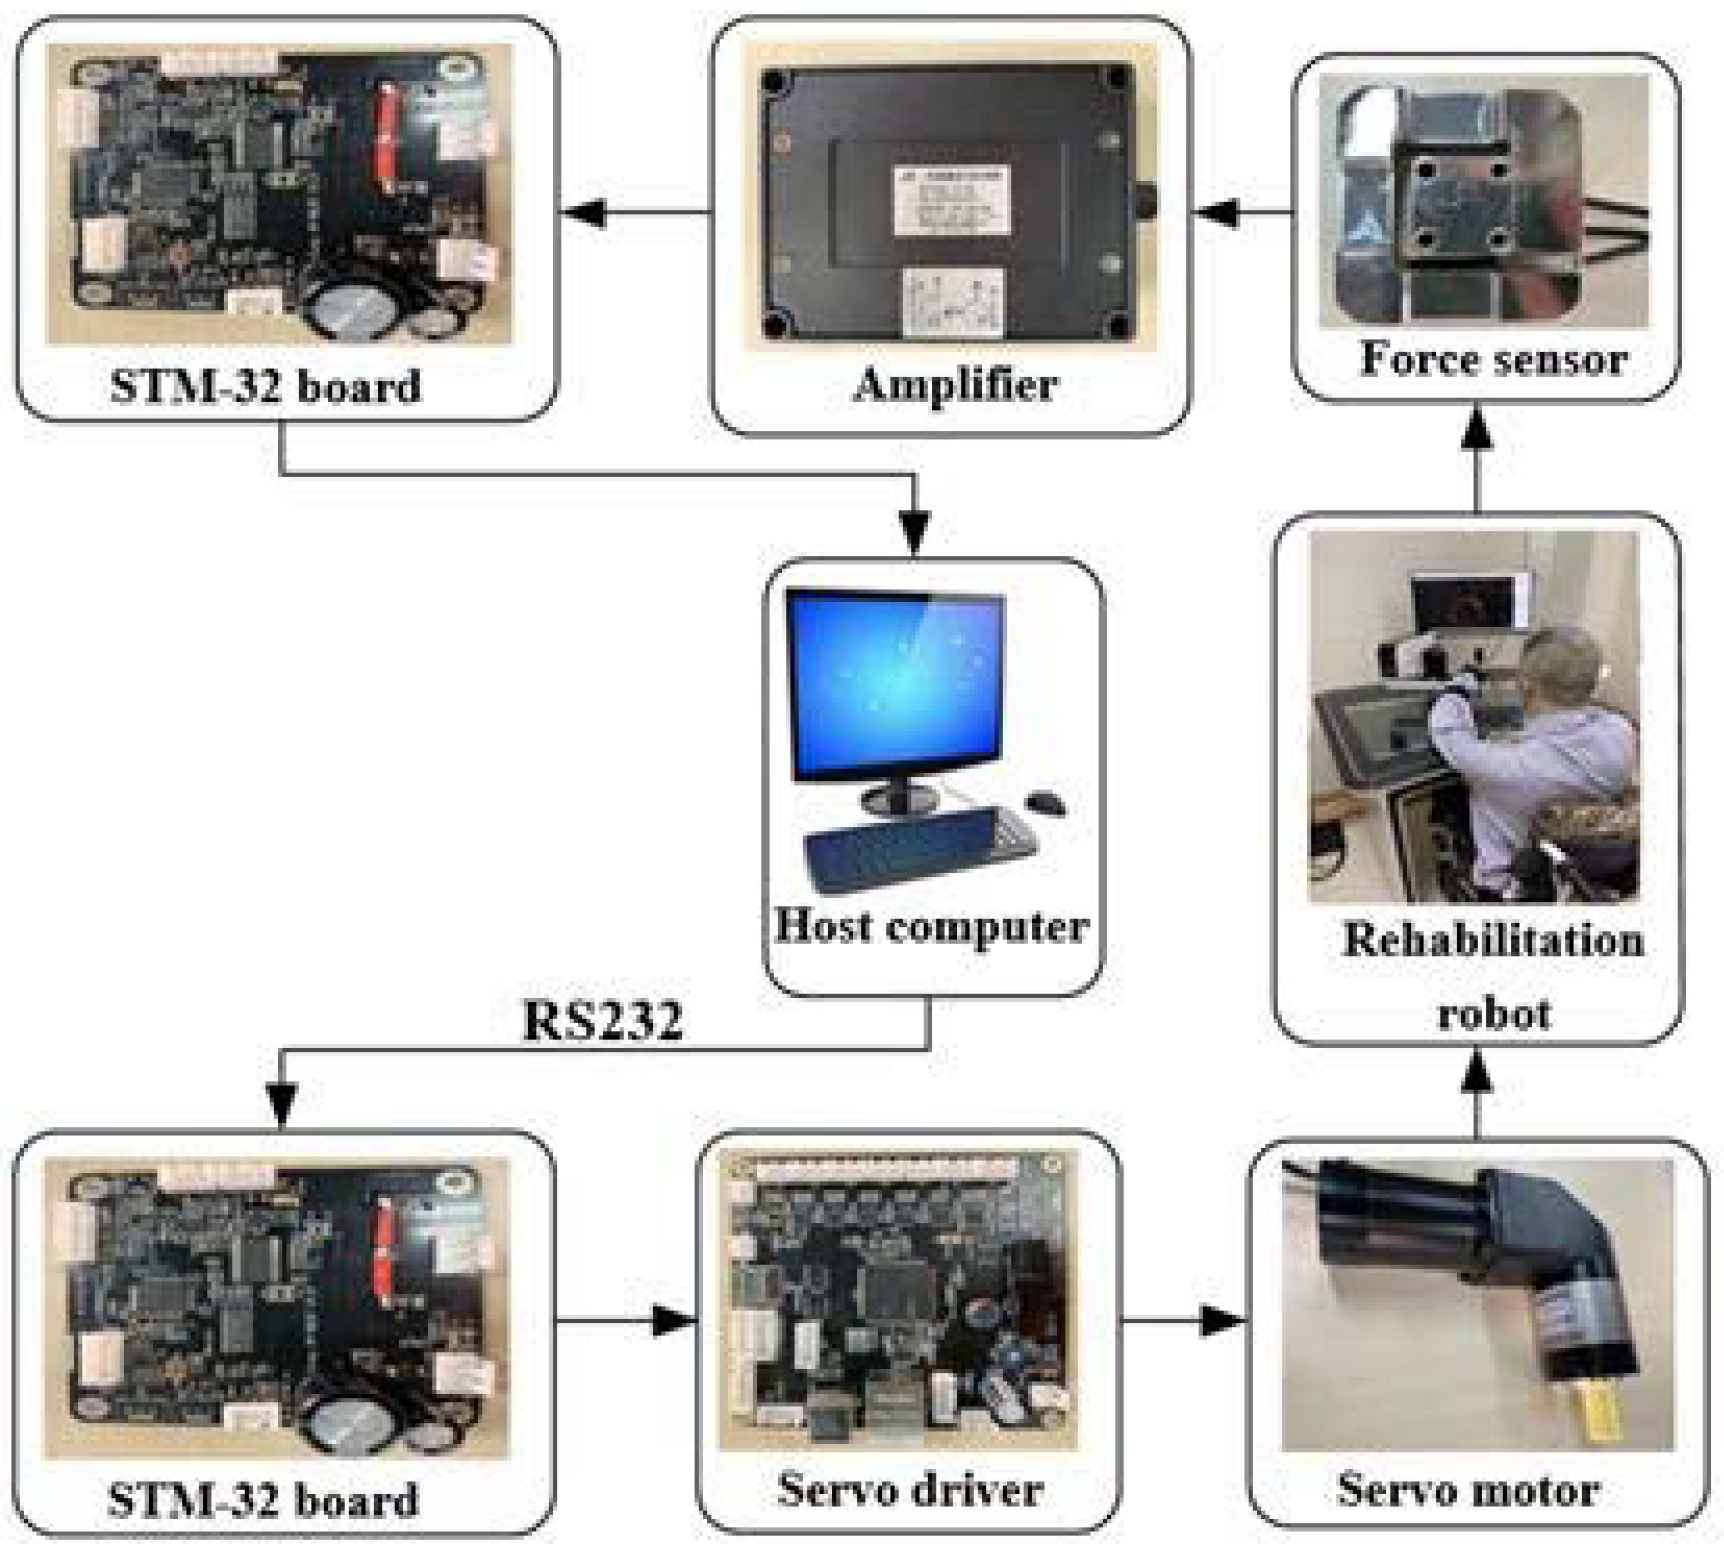 STM-32 board
Amplifier
Force sensor
Host computer
Rehabilitation
robot
RS232
STM-32 board
Servo driver
Servo motor